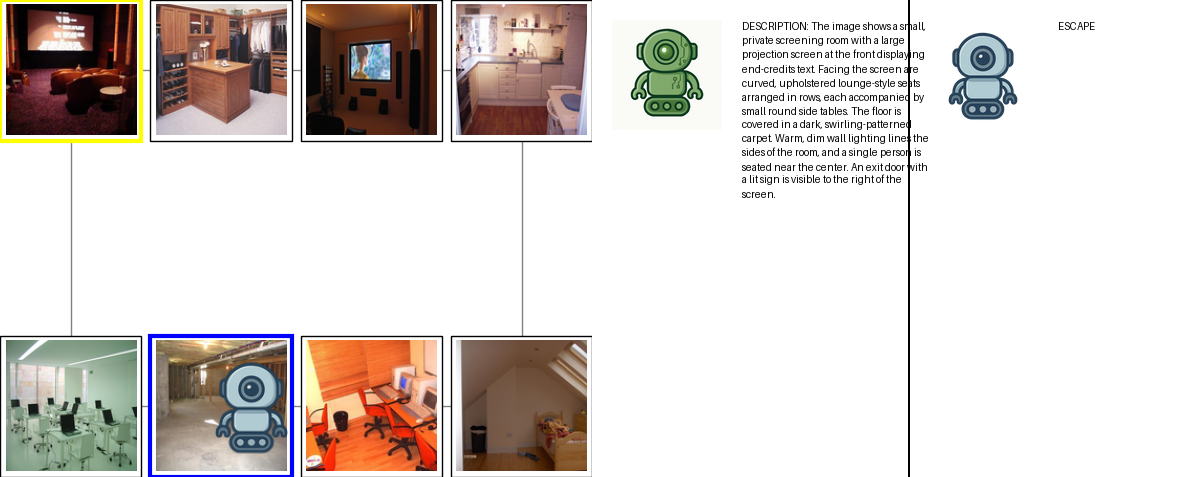 DESCRIPTION: The image shows a small,
private screening room with a large
projection screen at the front displaying
end-credits text. Facing the screen are
curved, upholstered lounge-style seats
arranged in rows, each accompanied by
small round side tables. The floor is
covered in a dark, swirling-patterned
carpet. Warm, dim wall lighting lines the
sides of the room, and a single person is
seated near the center. An exit door with
a lit sign is visible to the right of the
screen.
ESCAPE